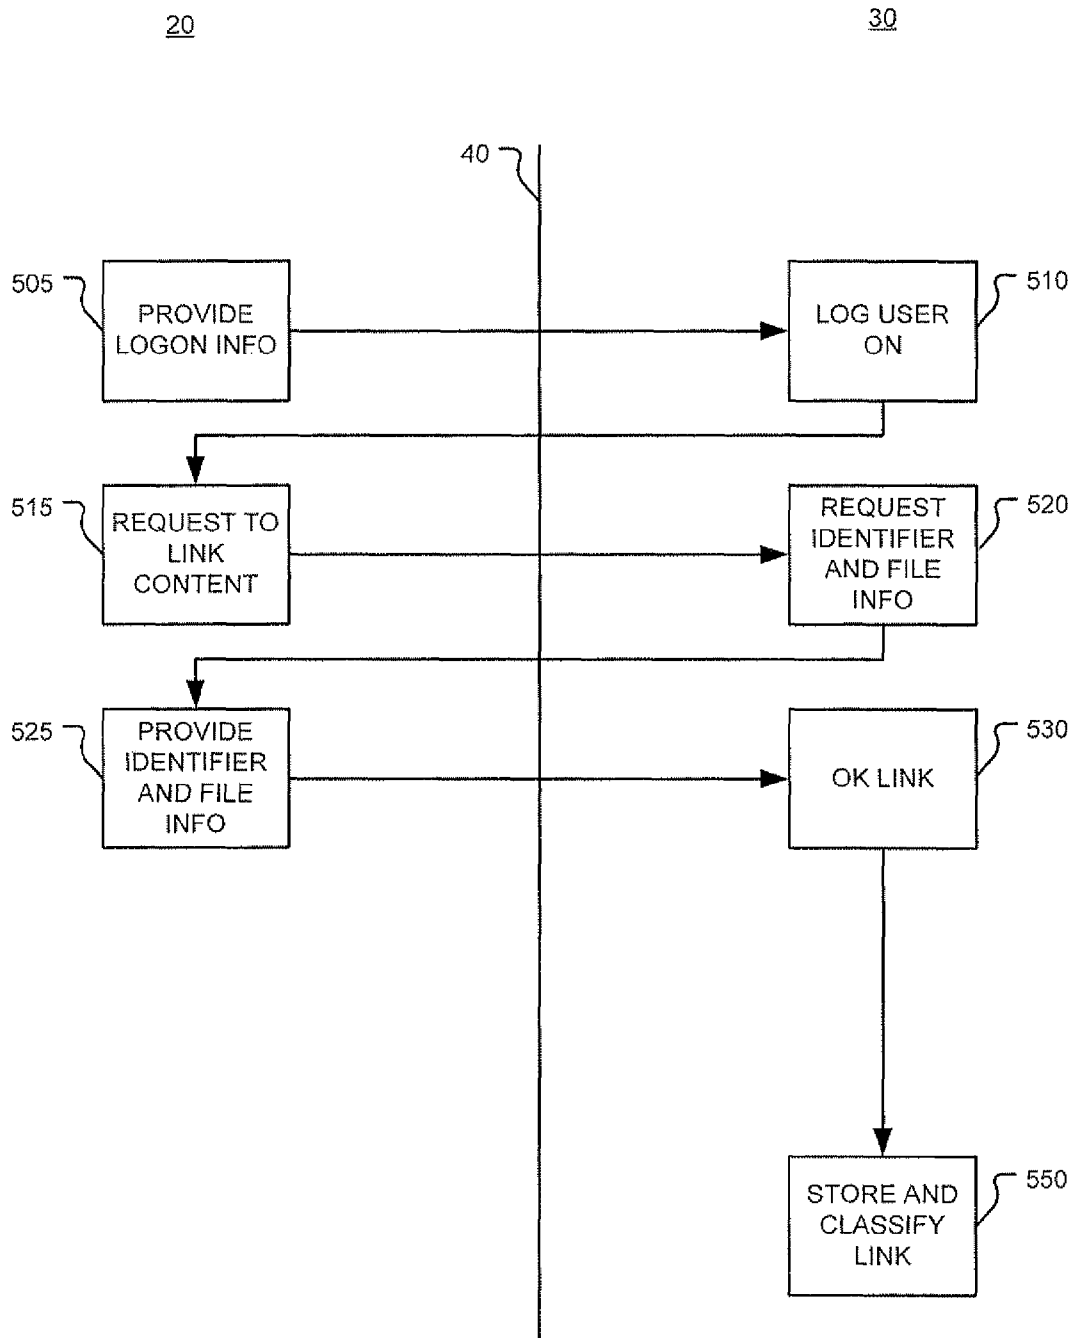 20
30
40
505
PROVIDE
LOGON INFO
510
LOG USER
ON
515
REQUEST TO
LINK
CONTENT
520
REQUEST
IDENTIFIER
AND FILE
INFO
525
PROVIDE
IDENTIFIER
AND FILE
INFO
530
OK LINK
550
STORE AND
CLASSIFY
LINK